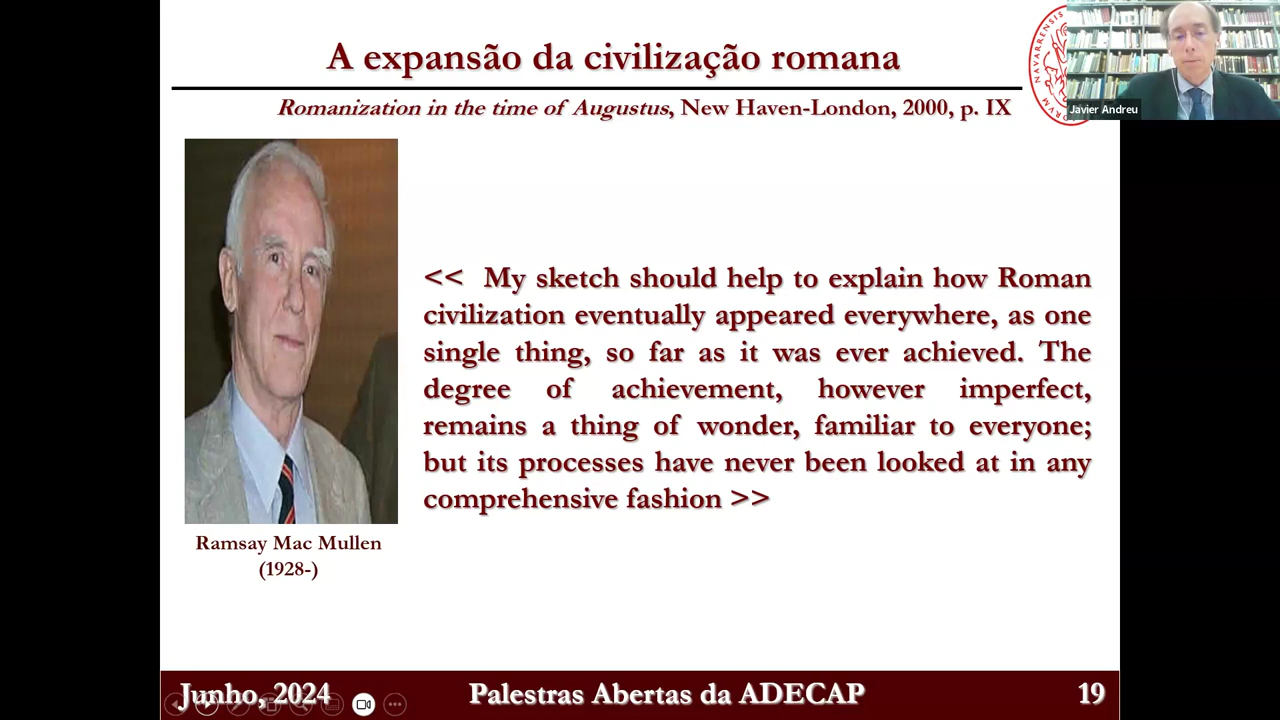 A expansão da civilização romana
Romanization in the time of Augustus, New Haven-London, 2000, p. IX
NAVARRENSIS
Javier Andreu
<< My sketch should help to explain how Roman
civilization eventually appeared everywhere, as one
single thing, so far as it was ever achieved. The
degree of achievement, however imperfect,
remains a thing of wonder, familiar to everyone;
but its processes have never been looked at in any
comprehensive fashion >>
Ramsay Mac Mullen
(1928-)
Junho, 2024
Palestras Abertas da ADECAP
19